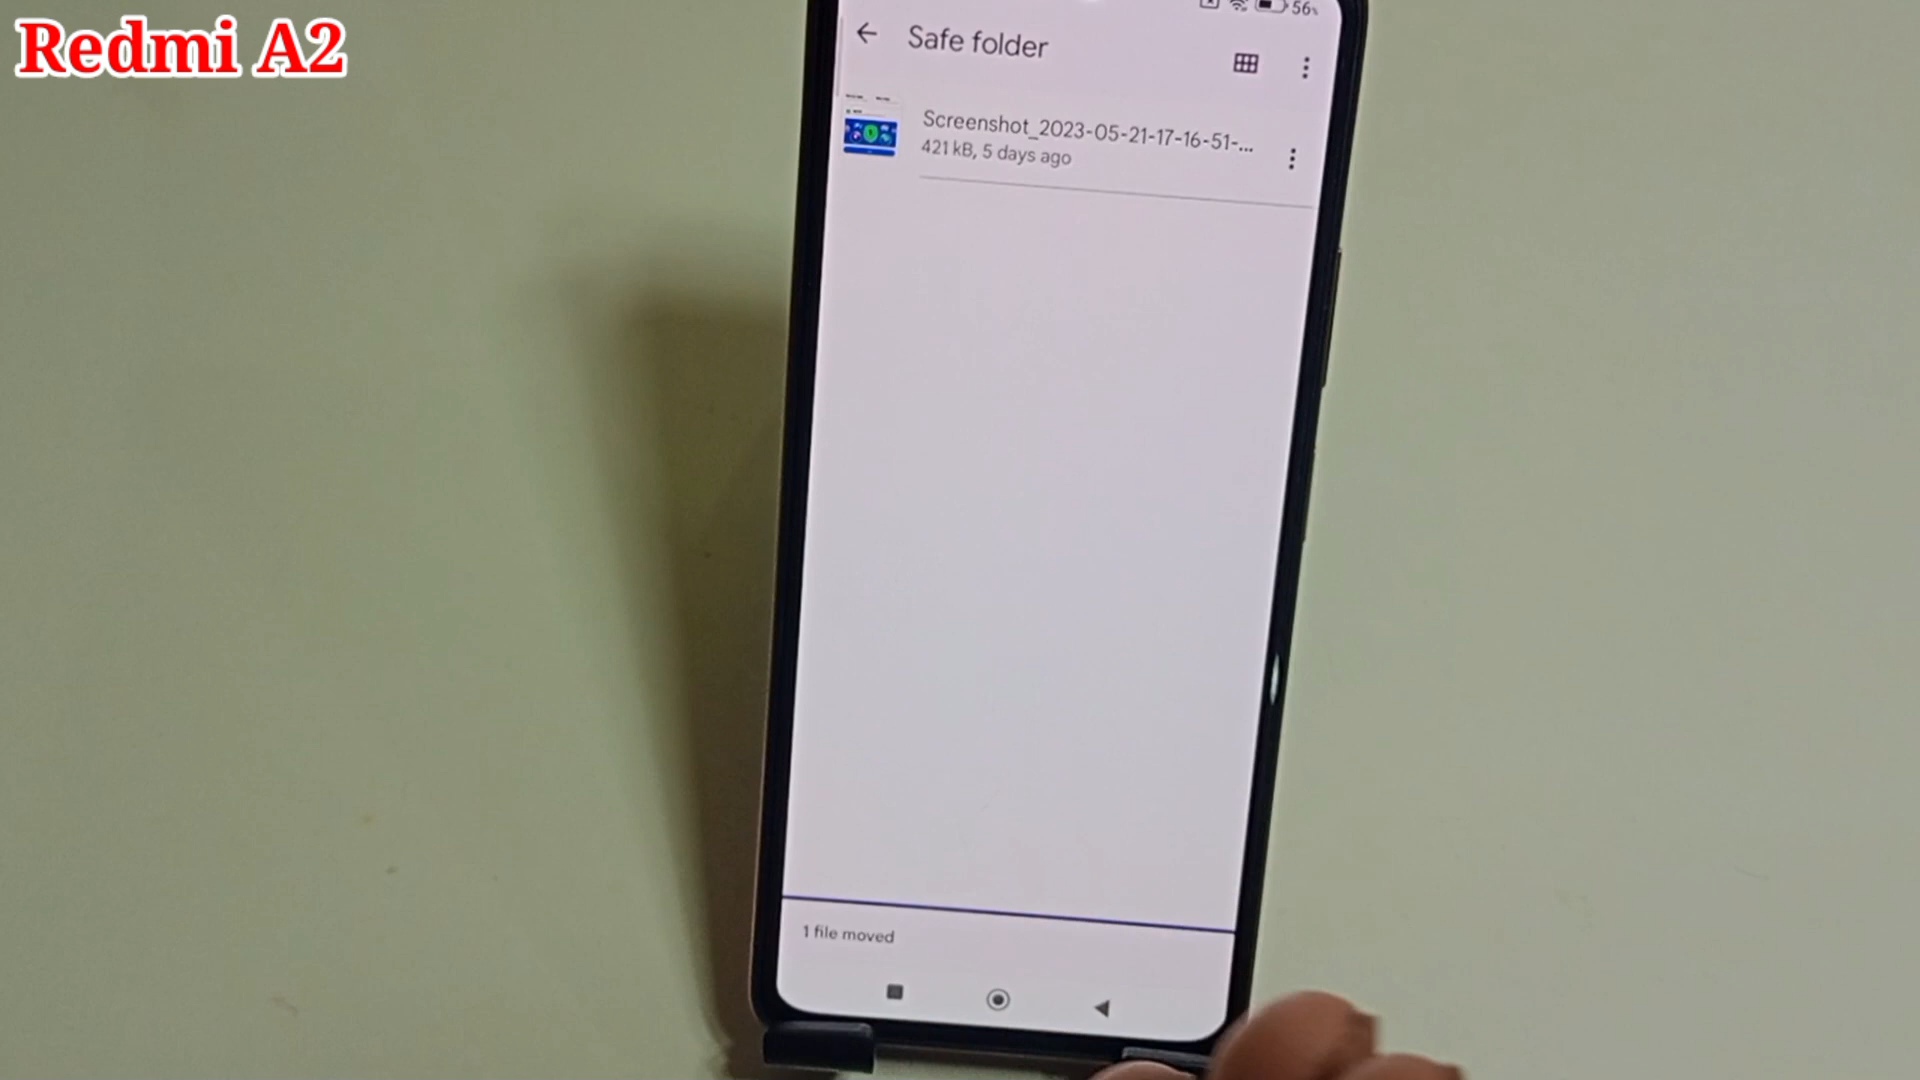 Redmi A2
56%
Safe folder
Screenshot_2023-05-21-17-16-51-...
421 kB, 5 days ago
1 file moved